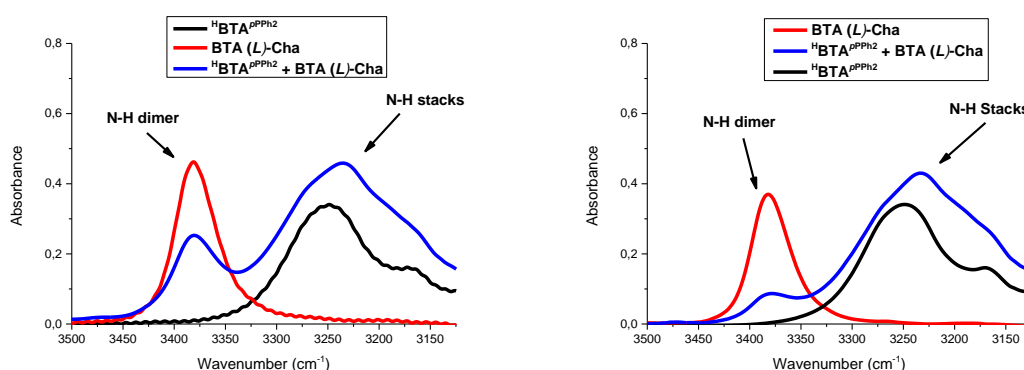 ᴴBTAᵖᴾᴾʰ²
BTA (L)-Cha
ᴴBTAᵖᴾᴾʰ² + BTA (L)-Cha
0,8
0,6
0,4
0,2
0,0
Absorbance
N-H dimer
N-H stacks
3500 3450 3400 3350 3300 3250 3200 3150
Wavenumber (cm⁻¹)
BTA (L)-Cha
ᴴBTAᵖᴾᴾʰ² + BTA (L)-Cha
ᴴBTAᵖᴾᴾʰ²
0,8
0,6
0,4
0,2
0,0
Absorbance
N-H dimer
N-H Stacks
3500 3450 3400 3350 3300 3250 3200 3150
Wavenumber (cm⁻¹)